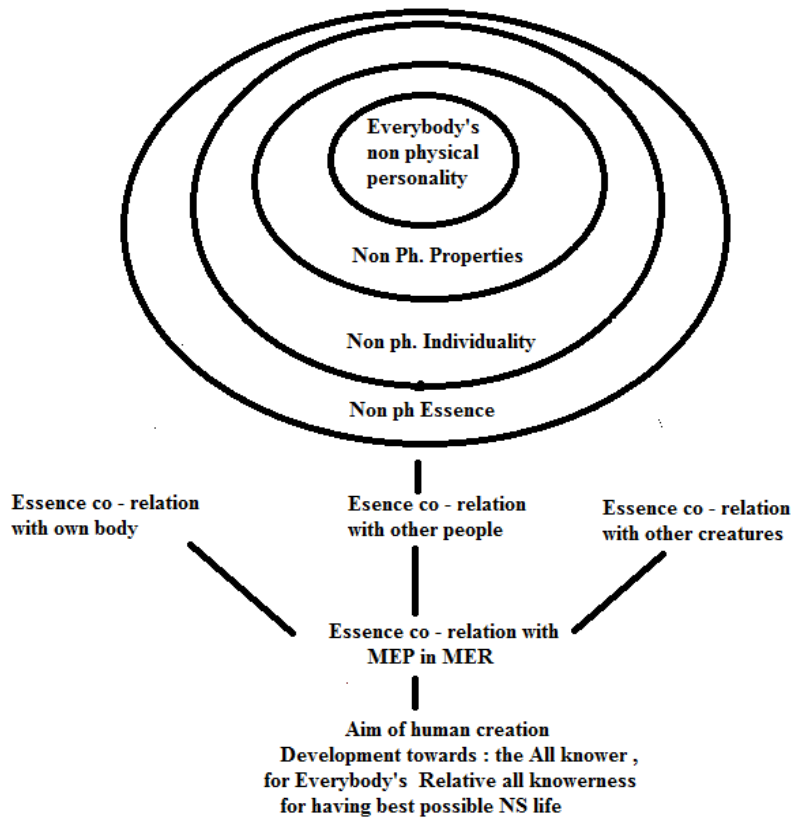 Everybody's
non physical
personality
Non Ph. Properties
Non ph. Individuality
Non ph Essence
Essence co - relation
with own body
Esence co - relation
with other people
Essence co - relation
with other creatures
Essence co - relation with
MEP in MER
Aim of human creation
Development towards : the All knower ,
for Everybody's Relative all knowerness
for having best possible NS life